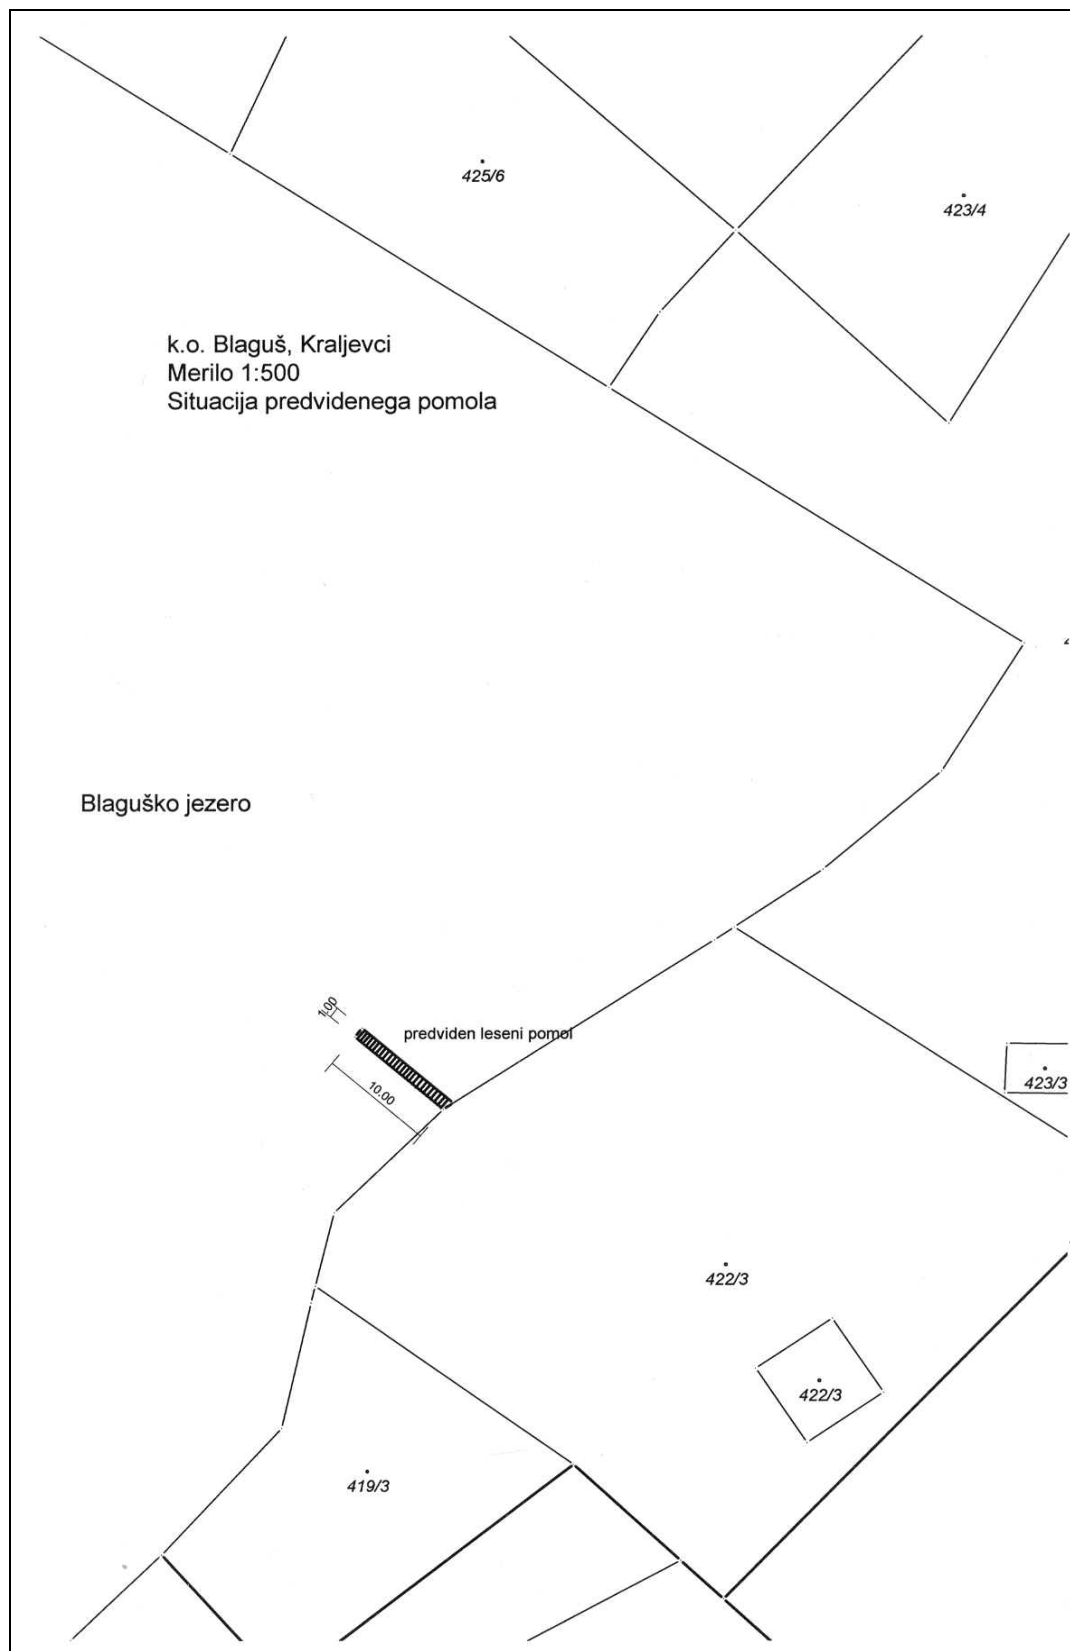 425/6
423/4
k.o. Blaguš, Kraljevci
Merilo 1:500
Situacija predvidenega pomola
Blaguško jezero
1.00
predviden leseni pomol
10.00
423/3
422/3
422/3
419/3